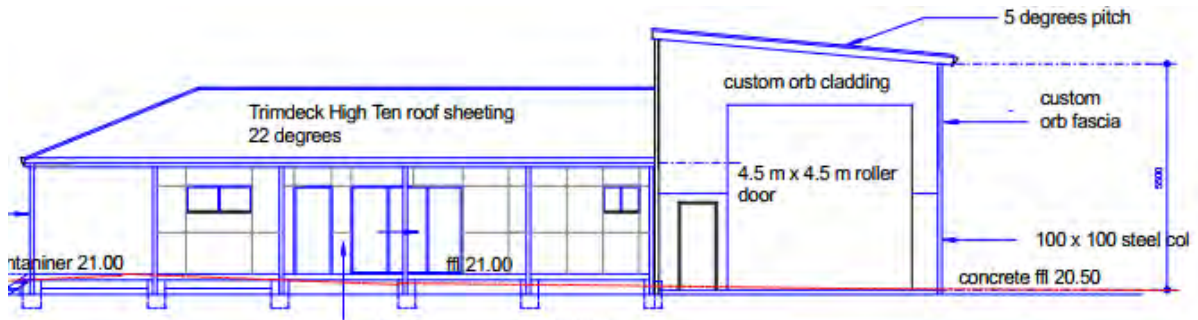 5 degrees pitch
custom orb cladding
Trimdeck High Ten roof sheeting
22 degrees
custom
orb fascia
4.5 m x 4.5 m roller
door
5500
100 x 100 steel col
ntaniner 21.00
ffl 21.00
concrete ffl 20.50